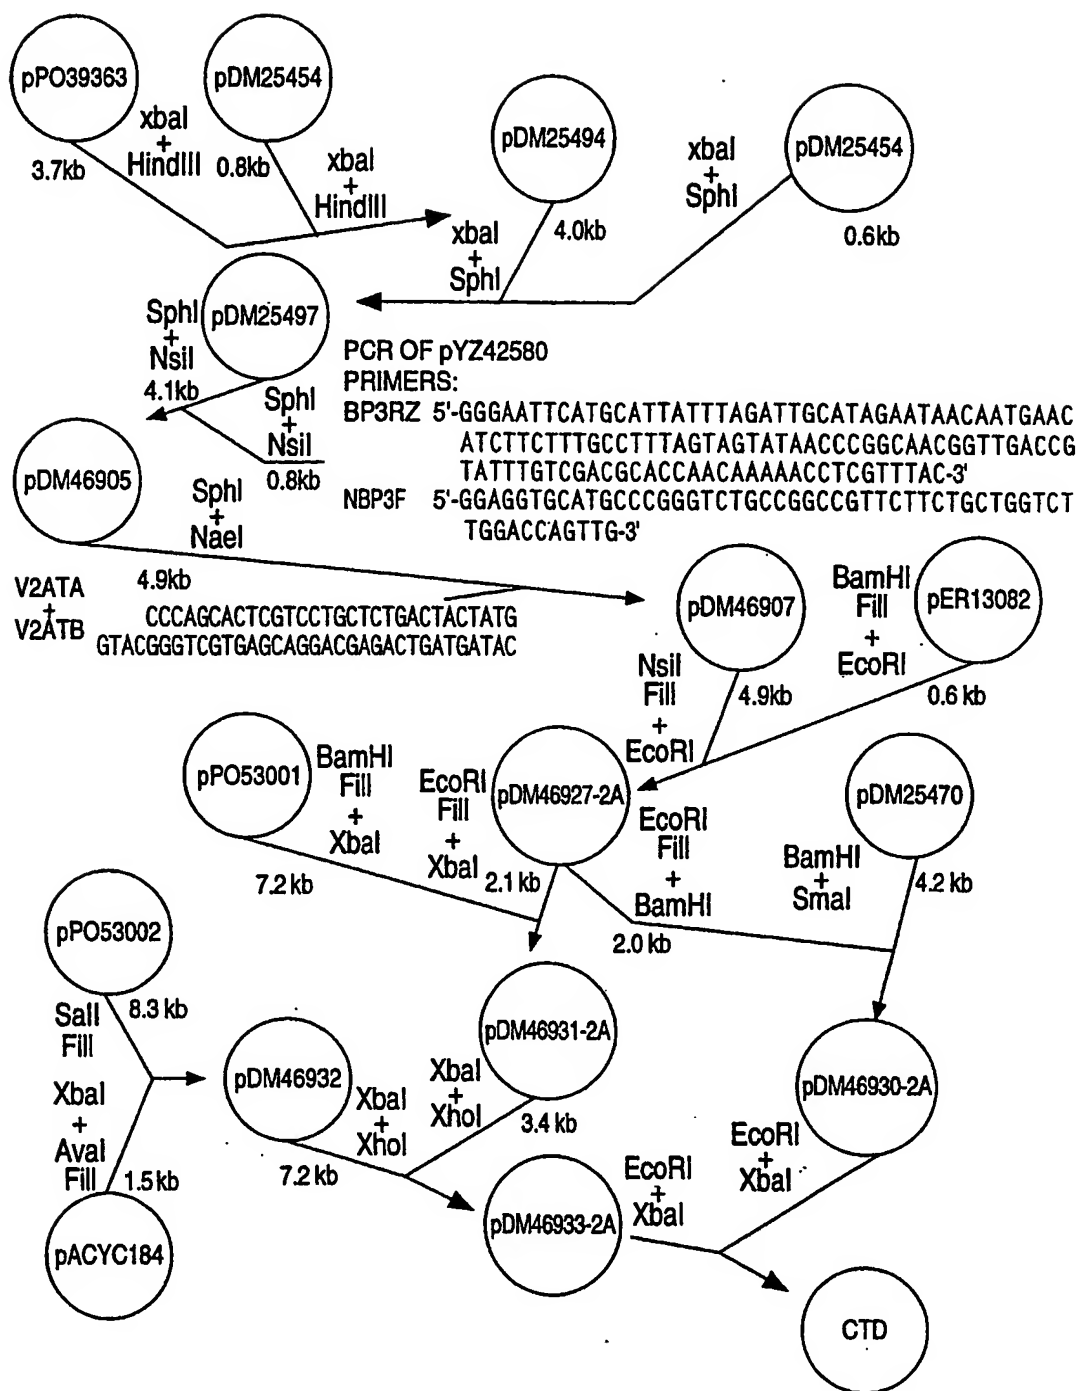 pPO39363
pDM25454
xbaI
+
HindIII
3.7kb
0.8kb
xbaI
+
HindIII
pDM25494
xbaI
+
SphI
pDM25454
4.0kb
0.6kb
xbaI
+
SphI
pDM25497
SphI
+
NsiI
4.1kb
SphI
+
NsiI
0.8kb
PCR OF pYZ42580
PRIMERS:
BP3RZ 5'-GGGAATTCATGCATTATTTAGATTGCATAGAATAACAATGAAC
ATCTTCTTTGCCTTTAGTAGTATAACCCGGCAACGGTTGACCG
TATTTGTCGACGCACCAACAAAAACCTCGTTTAC-3'
NBP3F 5'-GGAGGTGCATGCCCGGGTCTGCCGGCCGTTCTTCTGCTGGTCT
TGGACCAGTTG-3'
pDM46905
SphI
+
NaeI
4.9kb
V2ATA
+
V2ATB
CCCAGCACTCGTCCTGCTCTGACTACTATG
GTACGGGTCGTGAGCAGGACGAGACTGATGATAC
pDM46907
BamHI
Fill
+
EcoRI
pER13082
NsiI
Fill
+
EcoRI
4.9kb
0.6 kb
pPO53001
BamHI
Fill
+
XbaI
EcoRI
Fill
+
XbaI
pDM46927-2A
EcoRI
Fill
+
BamHI
pDM25470
BamHI
+
SmaI
4.2 kb
7.2 kb
2.1 kb
2.0 kb
pPO53002
8.3 kb
SalI
Fill
XbaI
+
AvaI
Fill
1.5 kb
pACYC184
pDM46932
XbaI
+
XhoI
7.2 kb
XbaI
+
XhoI
pDM46931-2A
3.4 kb
pDM46930-2A
EcoRI
+
XbaI
pDM46933-2A
EcoRI
+
XbaI
CTD